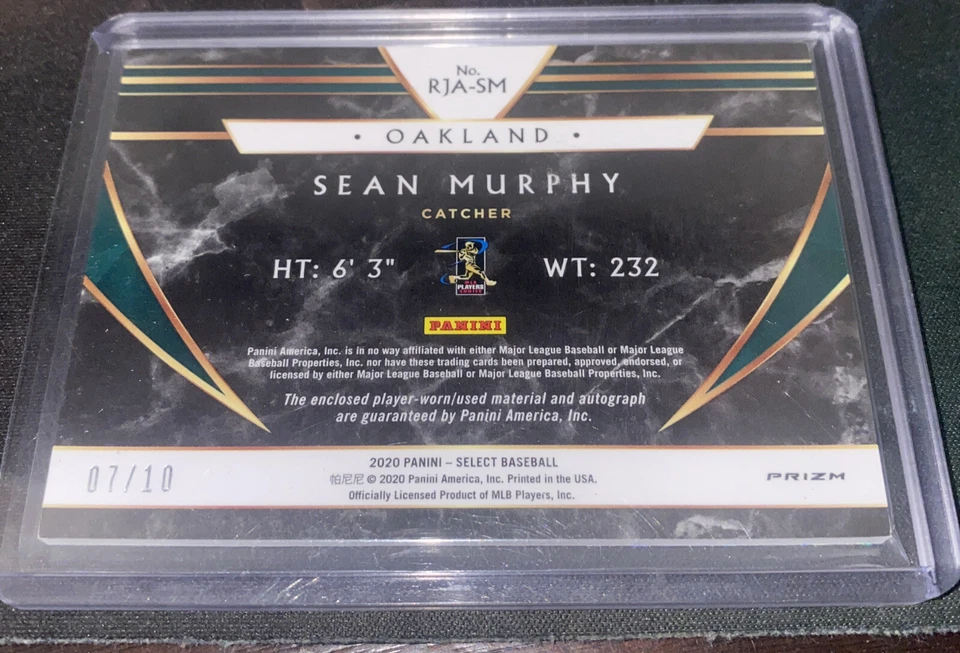 No.
RJA-SM
• OAKLAND •
SEAN MURPHY
CATCHER
HT: 6' 3"
WT: 232
MLB
PLAYERS
CHOICE
PANINI
Panini America, Inc. is in no way affiliated with either Major League Baseball or Major League
Baseball Properties, Inc. nor have these trading cards been prepared, approved, endorsed, or
licensed by either Major League Baseball or Major League Baseball Properties, Inc.
The enclosed player-worn/used material and autograph
are guaranteed by Panini America, Inc.
07/10
2020 PANINI – SELECT BASEBALL
帕尼尼 © 2020 Panini America, Inc. Printed in the USA.
Officially Licensed Product of MLB Players, Inc.
PRIZM